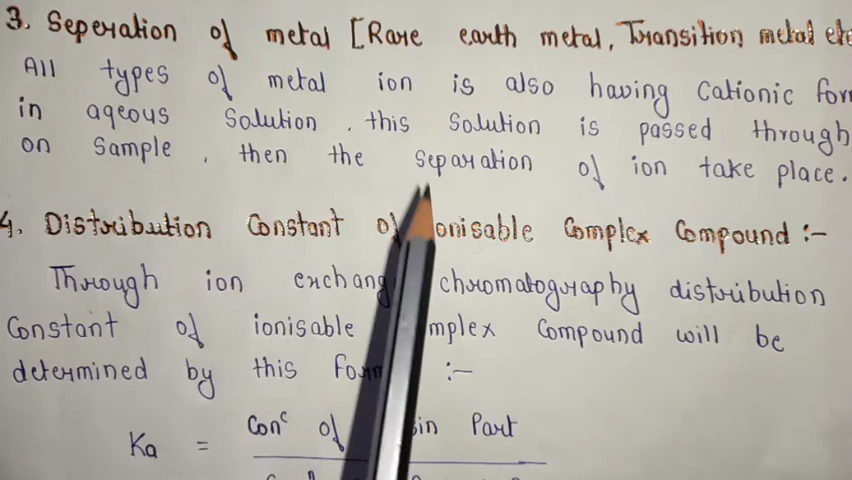 3. Seperation of metal [Rare earth metal, Transition metal etc
All types of metal ion is also having Cationic for
in aqeous Solution. this Solution is passed through
on Sample. then the separation of ion take place.
4. Distribution Constant of ionisable Complex Compound :-
Through ion exchang chromatography distribution
Constant of ionisable mplex Compound will be
determined by this :-
Ka = Conc of Part